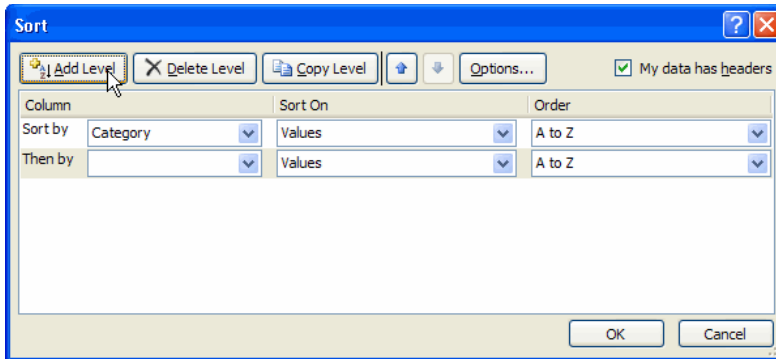 Sort
Add Level Delete Level Copy Level Options... My data has headers
Column Sort On Order
Sort by Category Values A to Z
Then by Values A to Z
OK Cancel